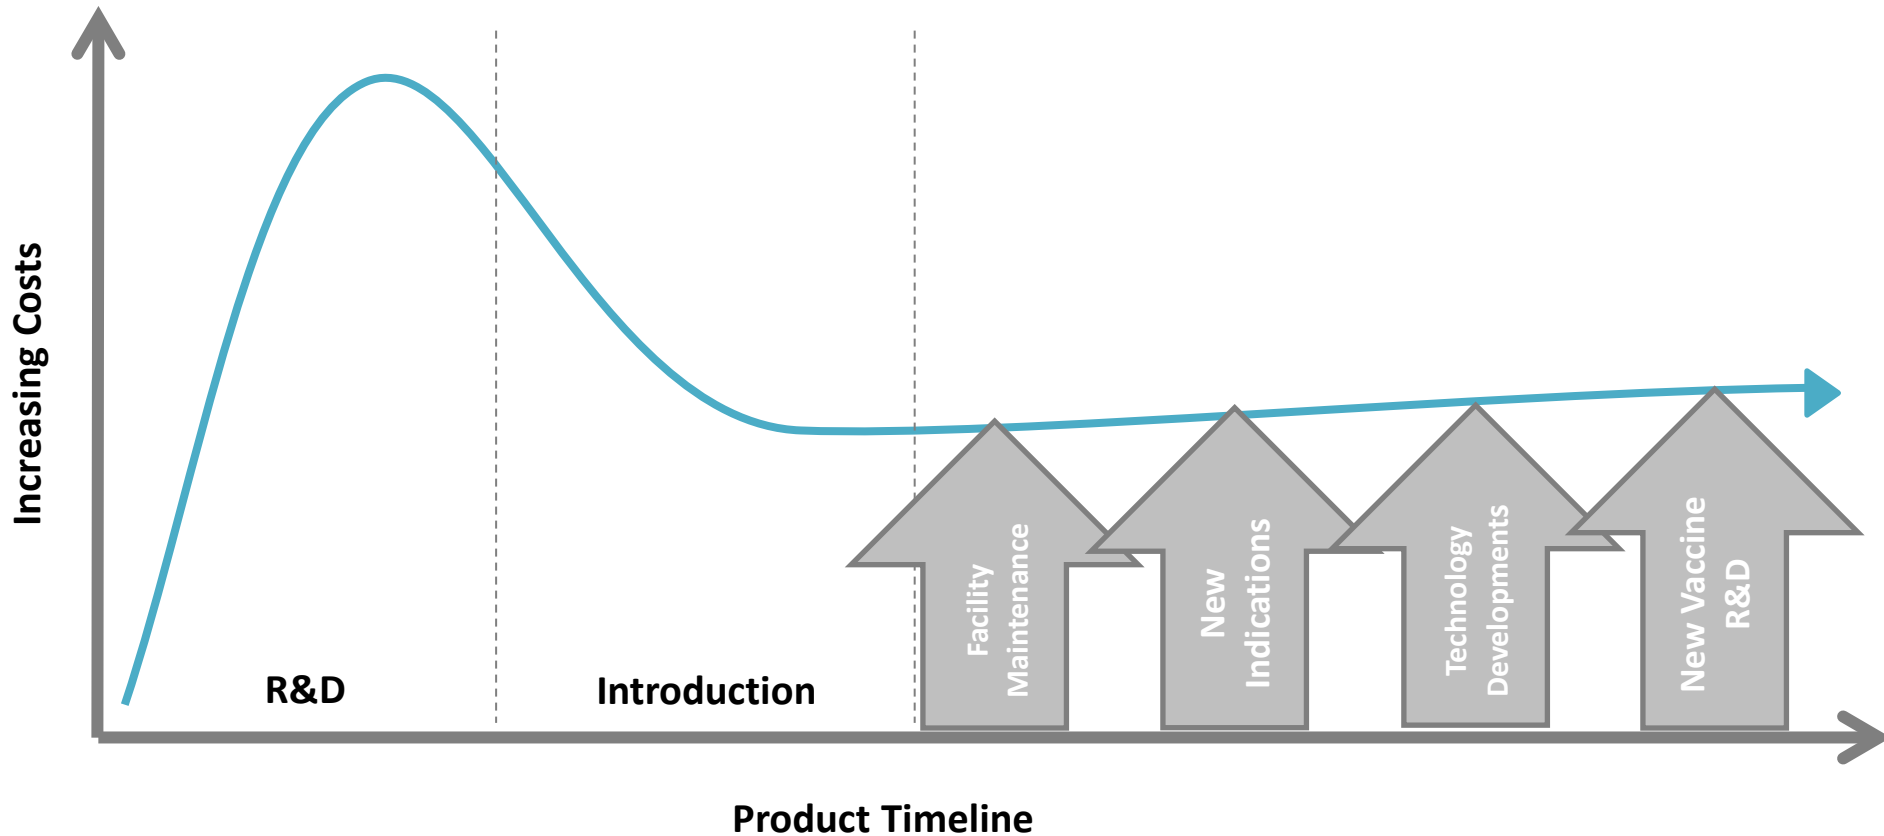 Increasing Costs
R&D
Introduction
Facility
Maintenance
New
Indications
Technology
Developments
New Vaccine
R&D
Product Timeline